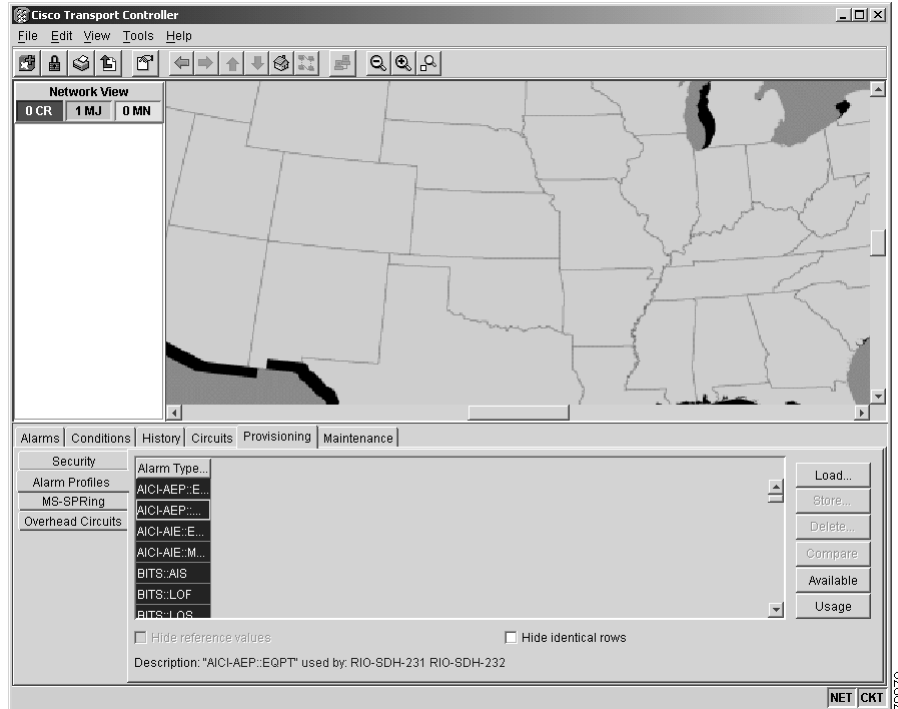 Cisco Transport Controller
File Edit View Tools Help
Network View
0 CR 1 MJ 0 MN
Alarms Conditions History Circuits Provisioning Maintenance
Security
Alarm Profiles
MS-SPRing
Overhead Circuits
Alarm Type...
AICI-AEP::E...
AICI-AEP::...
AICI-AIE::E...
AICI-AIE::M...
BITS::AIS
BITS::LOF
BITS::LOS
Load...
Store...
Delete...
Compare
Available
Usage
Hide reference values Hide identical rows
Description: "AICI-AEP::EQPT" used by: RIO-SDH-231 RIO-SDH-232
NET CKT